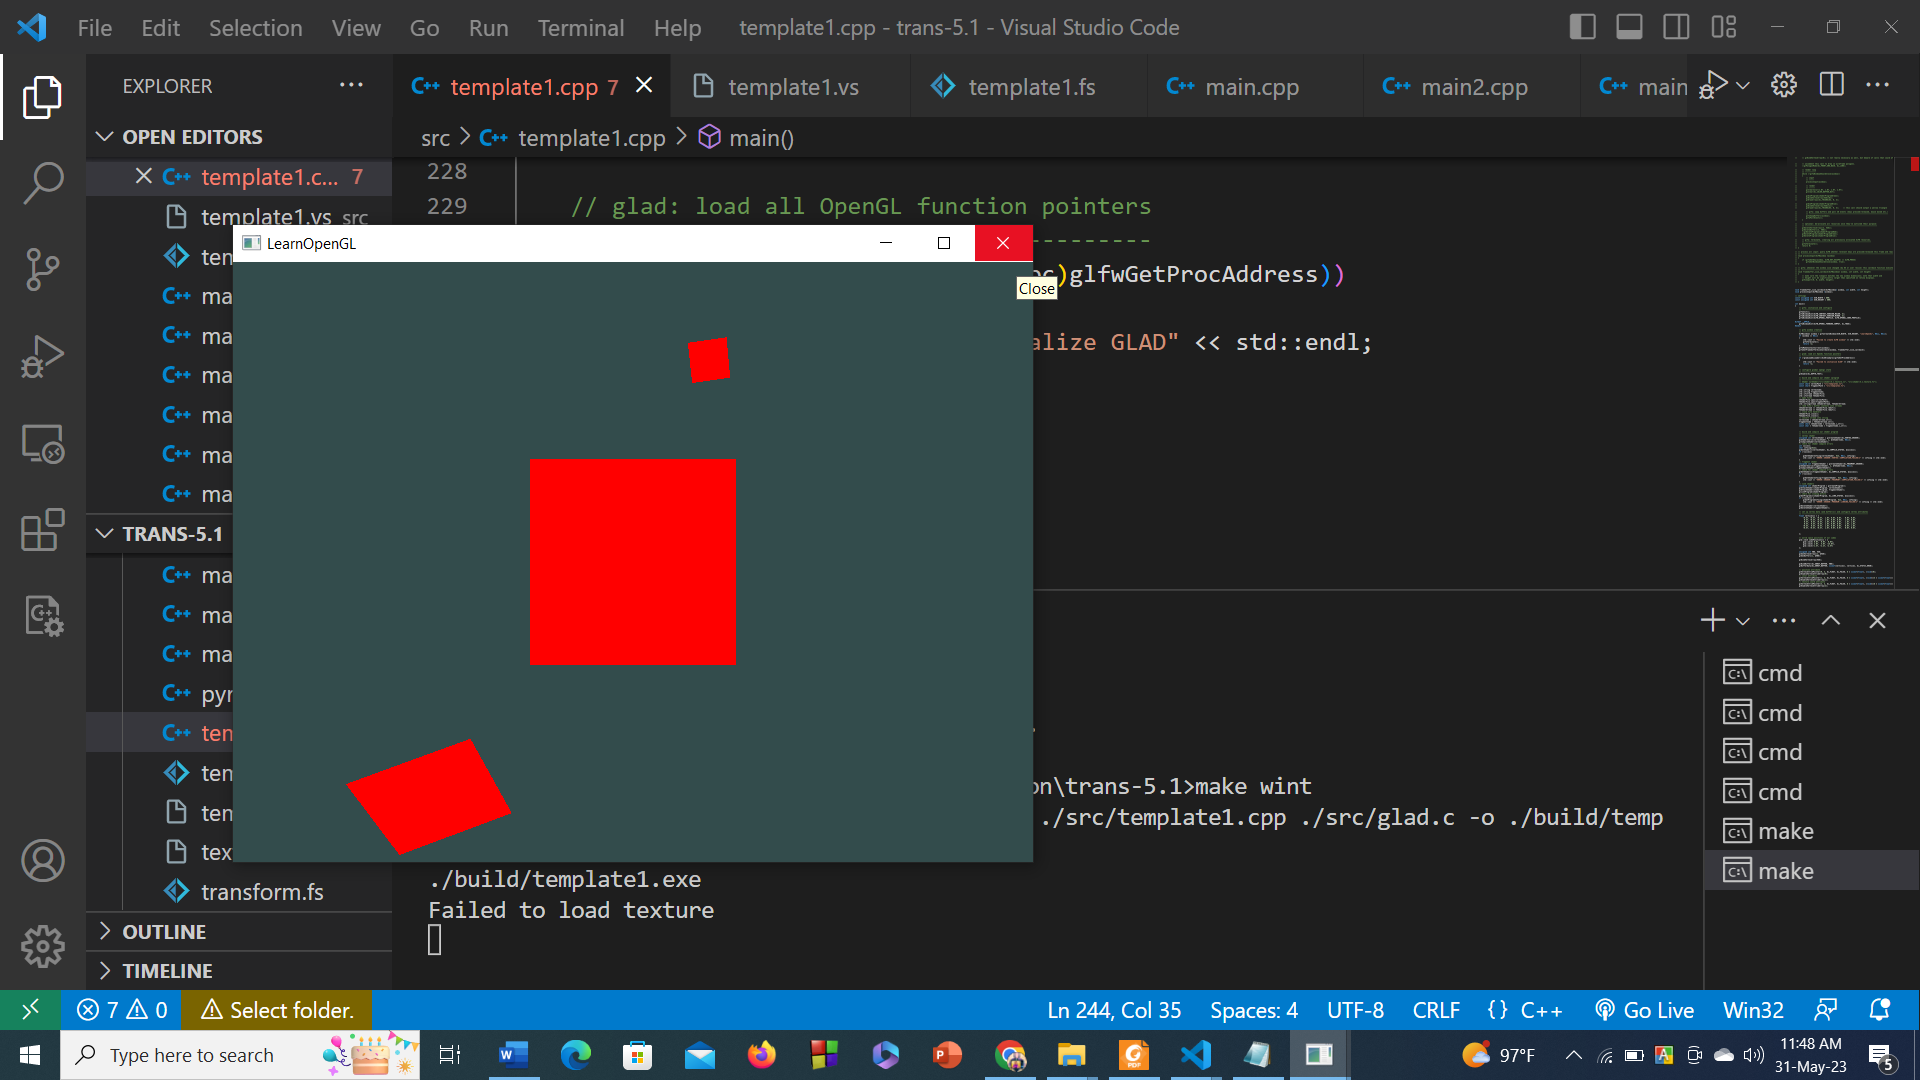 File Edit Selection View Go Run Terminal Help template1.cpp - trans-5.1 - Visual Studio Code
EXPLORER
template1.cpp 7 template1.vs template1.fs main.cpp main2.cpp main
OPEN EDITORS
src template1.cpp main()
template1.c... 7
template1.vs src
ten
ma
ma
ma
ma
ma
ma
TRANS-5.1
ma
ma
ma
pyr
ten
ten
ten
tex
transform.fs
OUTLINE
TIMELINE
228
229 // glad: load all OpenGL function pointers
---------
oc)glfwGetProcAddress))
alize GLAD" << std::endl;
LearnOpenGL
Close
on\trans-5.1>make wint
./src/template1.cpp ./src/glad.c -o ./build/temp
./build/template1.exe
Failed to load texture
cmd
cmd
cmd
cmd
make
make
7 0 Select folder. Ln 244, Col 35 Spaces: 4 UTF-8 CRLF {} C++ Go Live Win32
Type here to search 97°F 11:48 AM
31-May-23 5